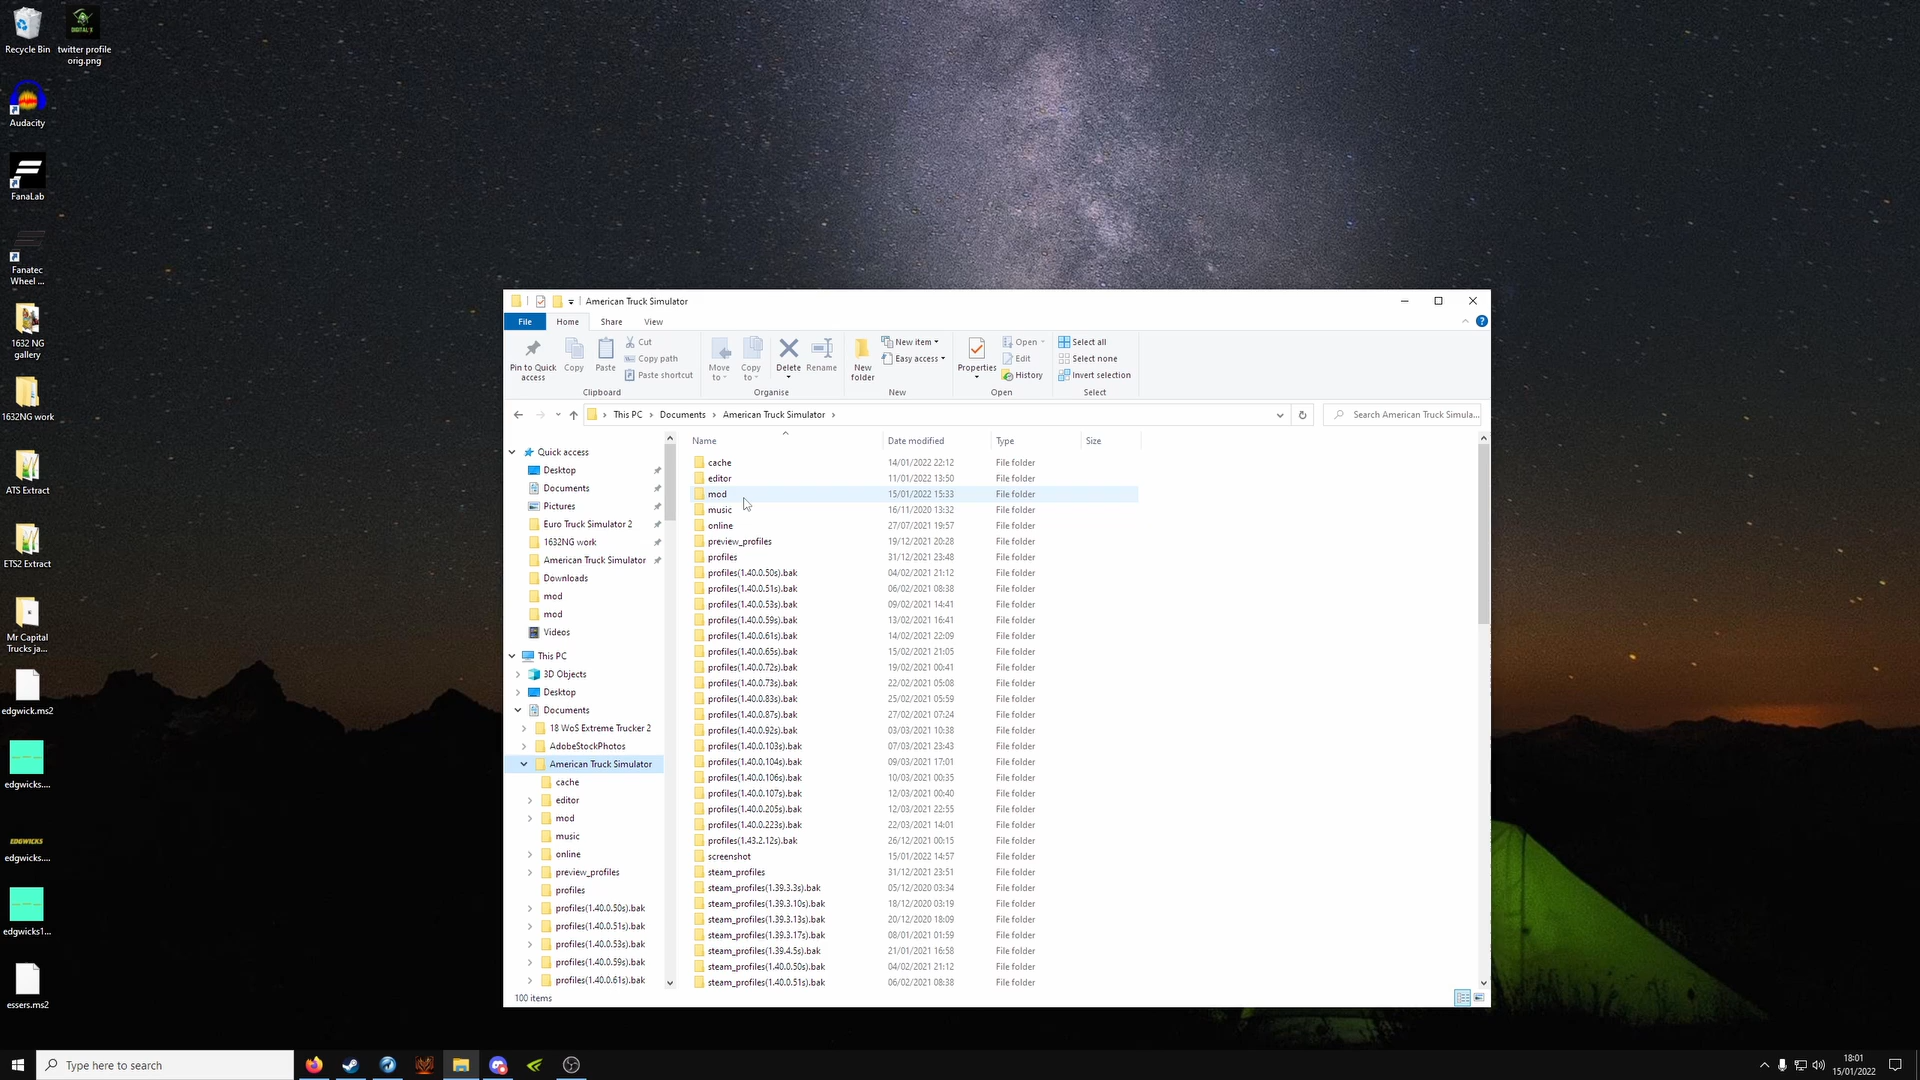 Recycle Bin
twitter profile
orig.png
Audacity
FanaLab
Fanatec
Wheel ...
1632 NG
gallery
1632NG work
ATS Extract
ETS2 Extract
Mr Capital
Trucks ja...
edgwick.ms2
edgwicks....
EDGWICKS
edgwicks....
edgwicks1...
essers.ms2
American Truck Simulator
File Home Share View
Pin to Quick
access
Copy
Paste
Cut
Copy path
Paste shortcut
Clipboard
Move
to
Copy
to
Delete
Rename
Organise
New
folder
New item
Easy access
New
Properties
Open
Edit
History
Open
Select all
Select none
Invert selection
Select
This PC › Documents › American Truck Simulator ›
Search American Truck Simula...
Quick access
Desktop
Documents
Pictures
Euro Truck Simulator 2
1632NG work
American Truck Simulator
Downloads
mod
mod
Videos
This PC
3D Objects
Desktop
Documents
18 WoS Extreme Trucker 2
AdobeStockPhotos
American Truck Simulator
cache
editor
mod
music
online
preview_profiles
profiles
profiles(1.40.0.50s).bak
profiles(1.40.0.51s).bak
profiles(1.40.0.53s).bak
profiles(1.40.0.59s).bak
profiles(1.40.0.61s).bak
Name Date modified Type Size
cache 14/01/2022 22:12 File folder
editor 11/01/2022 13:50 File folder
mod 15/01/2022 15:33 File folder
music 16/11/2020 13:32 File folder
online 27/07/2021 19:57 File folder
preview_profiles 19/12/2021 20:28 File folder
profiles 31/12/2021 23:48 File folder
profiles(1.40.0.50s).bak 04/02/2021 21:12 File folder
profiles(1.40.0.51s).bak 06/02/2021 08:38 File folder
profiles(1.40.0.53s).bak 09/02/2021 14:41 File folder
profiles(1.40.0.59s).bak 13/02/2021 16:41 File folder
profiles(1.40.0.61s).bak 14/02/2021 22:09 File folder
profiles(1.40.0.65s).bak 15/02/2021 21:05 File folder
profiles(1.40.0.72s).bak 19/02/2021 00:41 File folder
profiles(1.40.0.73s).bak 22/02/2021 05:08 File folder
profiles(1.40.0.83s).bak 25/02/2021 05:59 File folder
profiles(1.40.0.87s).bak 27/02/2021 07:24 File folder
profiles(1.40.0.92s).bak 03/03/2021 10:38 File folder
profiles(1.40.0.103s).bak 07/03/2021 23:43 File folder
profiles(1.40.0.104s).bak 09/03/2021 17:01 File folder
profiles(1.40.0.106s).bak 10/03/2021 00:35 File folder
profiles(1.40.0.107s).bak 12/03/2021 00:40 File folder
profiles(1.40.0.205s).bak 12/03/2021 22:55 File folder
profiles(1.40.0.223s).bak 22/03/2021 14:01 File folder
profiles(1.43.2.12s).bak 26/12/2021 00:15 File folder
screenshot 15/01/2022 14:57 File folder
steam_profiles 31/12/2021 23:51 File folder
steam_profiles(1.39.3.3s).bak 05/12/2020 03:34 File folder
steam_profiles(1.39.3.10s).bak 18/12/2020 03:19 File folder
steam_profiles(1.39.3.13s).bak 20/12/2020 18:09 File folder
steam_profiles(1.39.3.17s).bak 08/01/2021 01:59 File folder
steam_profiles(1.39.4.5s).bak 21/01/2021 16:58 File folder
steam_profiles(1.40.0.50s).bak 04/02/2021 21:12 File folder
steam_profiles(1.40.0.51s).bak 06/02/2021 08:38 File folder
100 items
Type here to search
18:01
15/01/2022